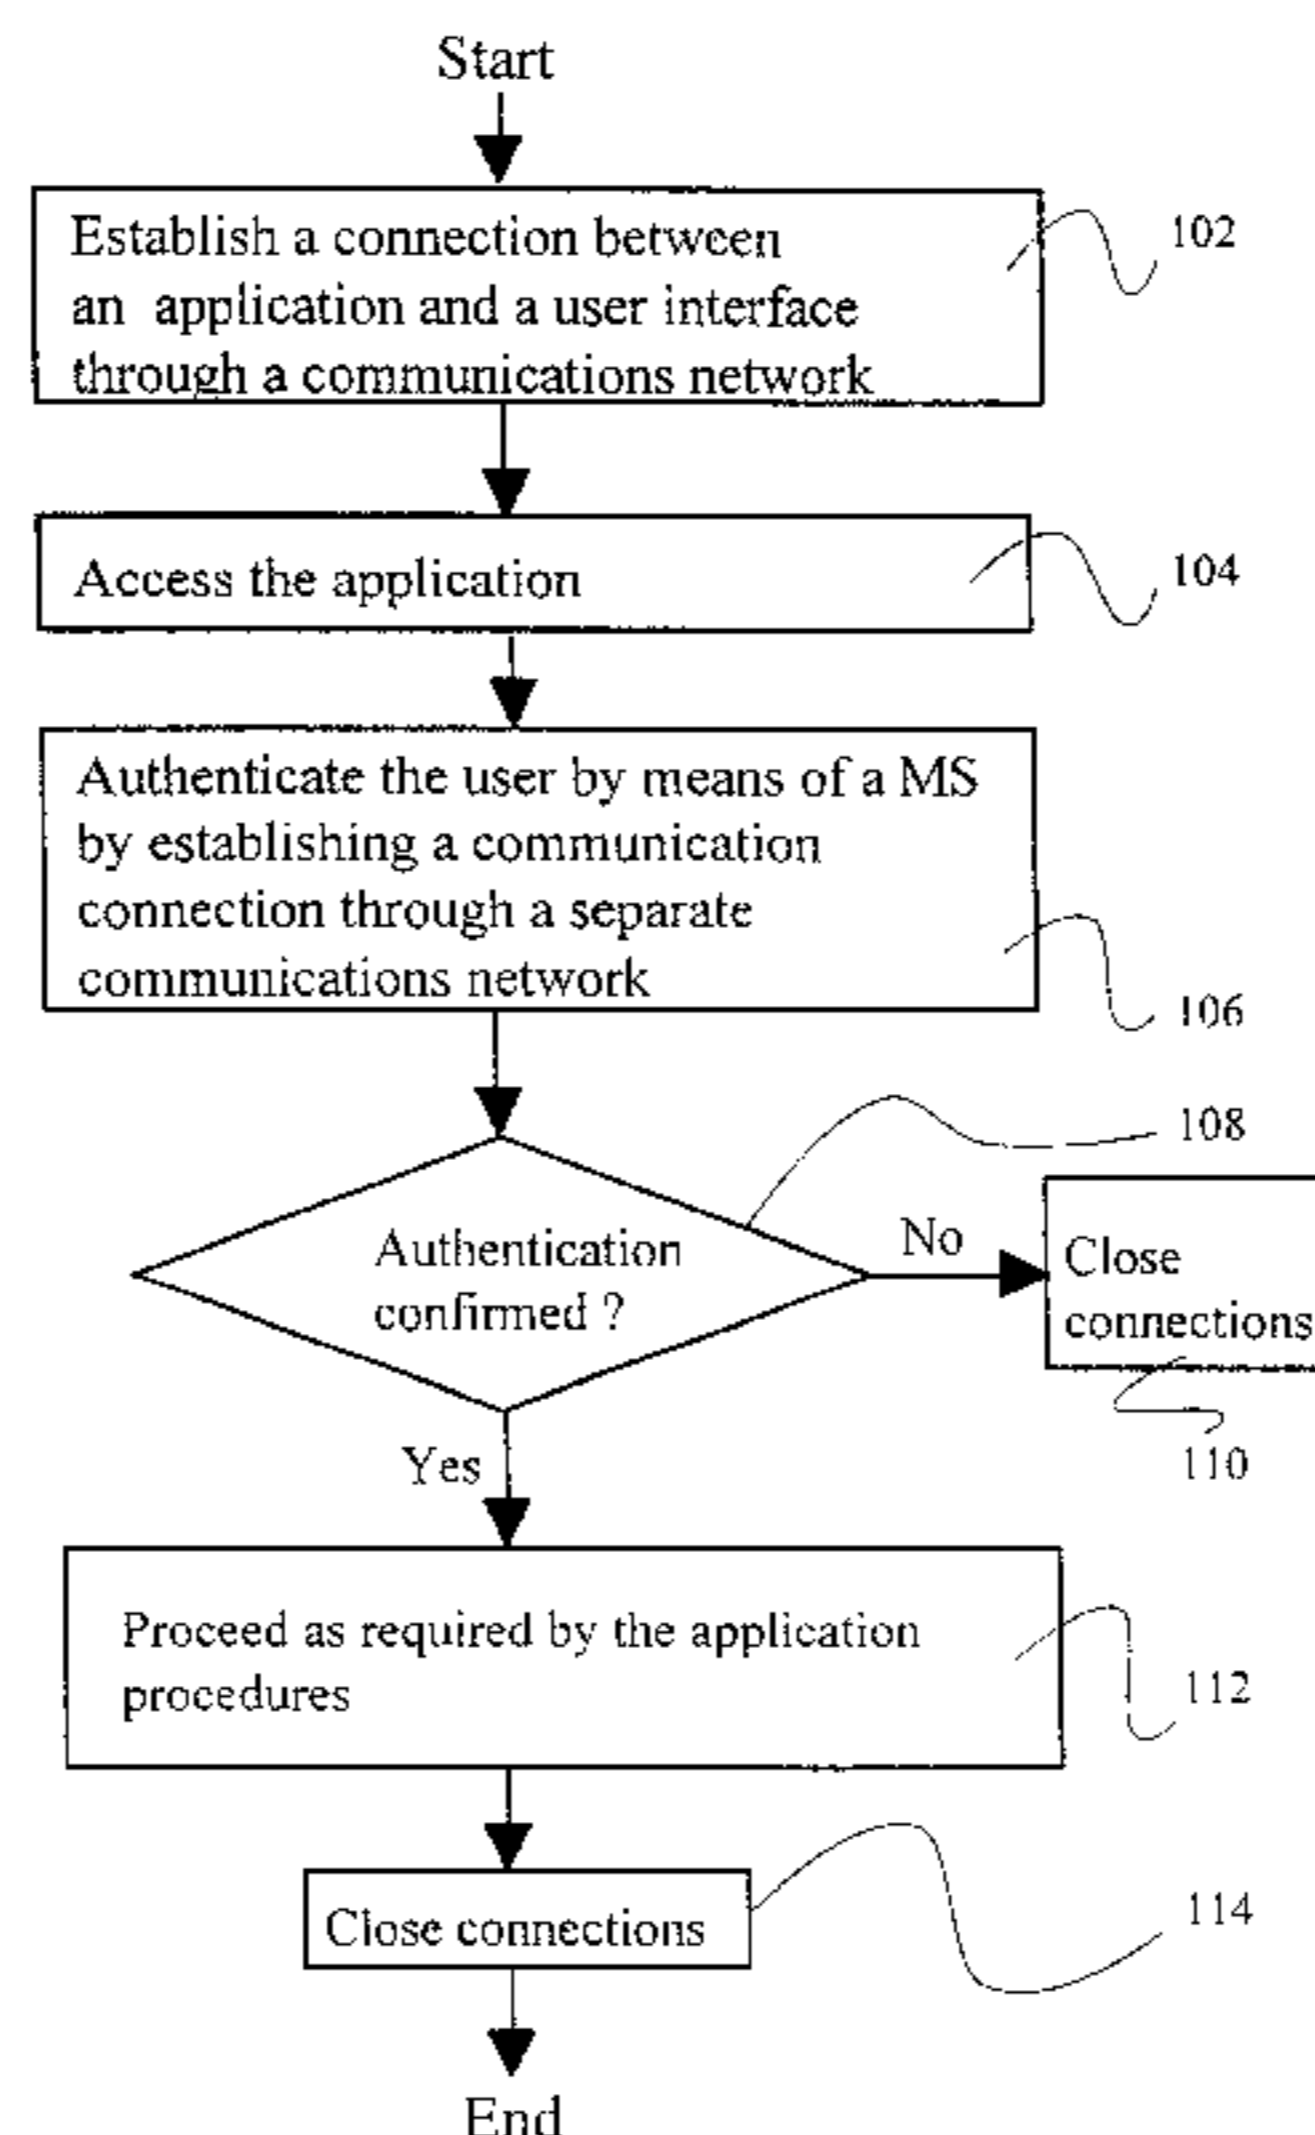 Start
Establish a connection between
an application and a user interface
through a communications network
102
Access the application
104
Authenticate the user by means of a MS
by establishing a communication
connection through a separate
communications network
106
108
Authentication
confirmed ?
No
Close
connections
110
Yes
Proceed as required by the application
procedures
112
Close connections
114
End